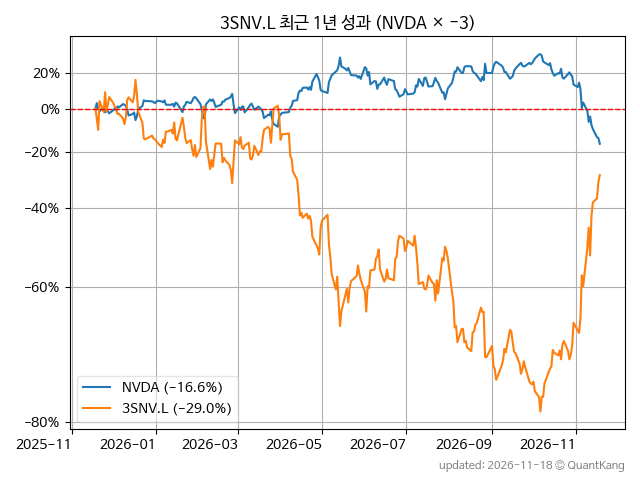 3SNV.L 최근 1년 성과 (NVDA × −3)
20%
0%
−20%
−40%
−60%
−80%
NVDA (−16.6%)
3SNV.L (−29.0%)
2025−11 2026−01 2026−03 2026−05 2026−07 2026−09 2026−11
updated: 2026−11−18 © QuantKang